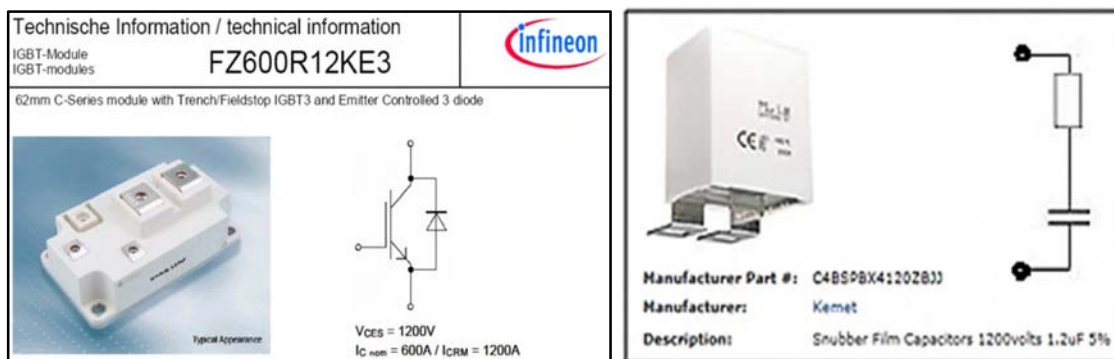 Technische Information / technical information
IGBT-Module
IGBT-modules
FZ600R12KE3
infineon
62mm C-Series module with Trench/Fieldstop IGBT3 and Emitter Controlled 3 diode
Typical Appearance
VCES = 1200V
IC nom = 600A / ICRM = 1200A
CE
Manufacturer Part #: C4BSPBX4120ZBJJ
Manufacturer: Kemet
Description: Snubber Film Capacitors 1200volts 1.2uF 5%